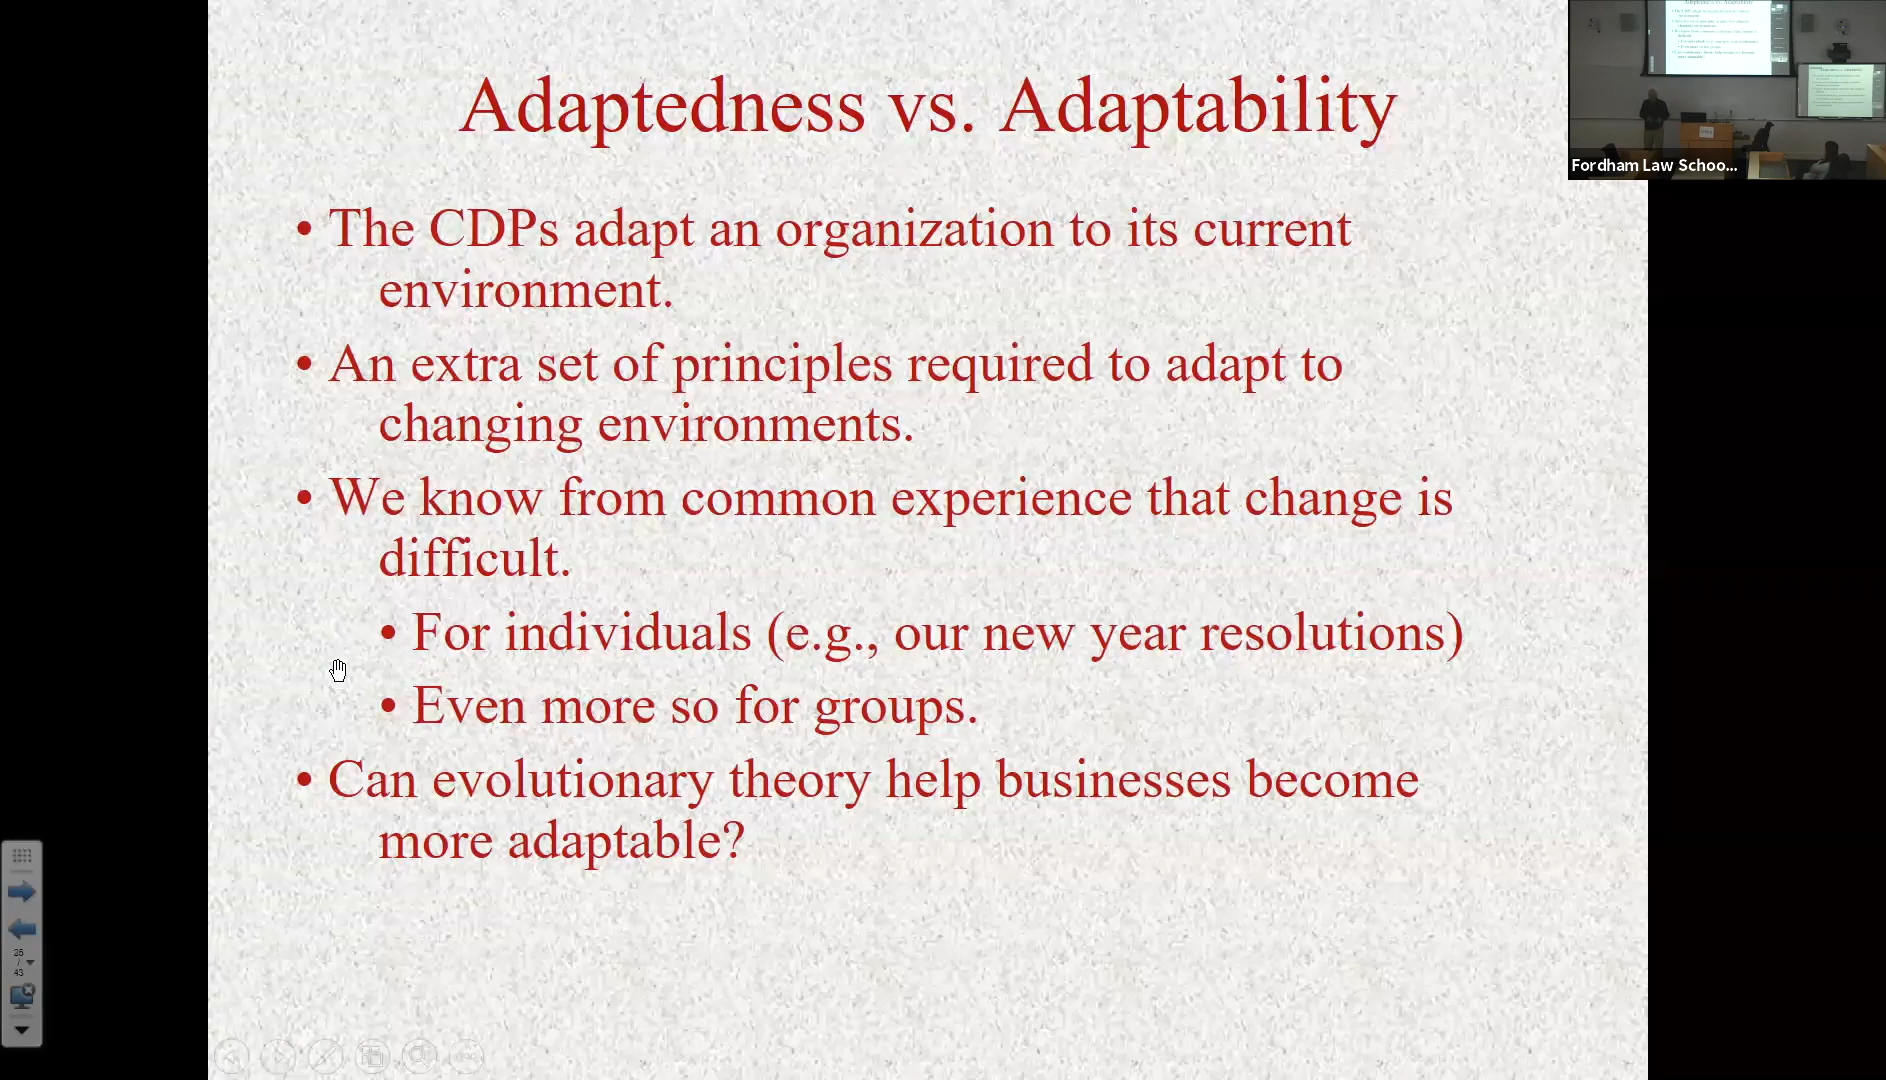 Adaptedness vs. Adaptability
• The CDPs adapt an organization to its current
environment.
• An extra set of principles required to adapt to
changing environments.
• We know from common experience that change is
difficult.
• For individuals (e.g., our new year resolutions)
• Even more so for groups.
• Can evolutionary theory help businesses become
more adaptable?
Fordham Law Schoo...
25
/
43